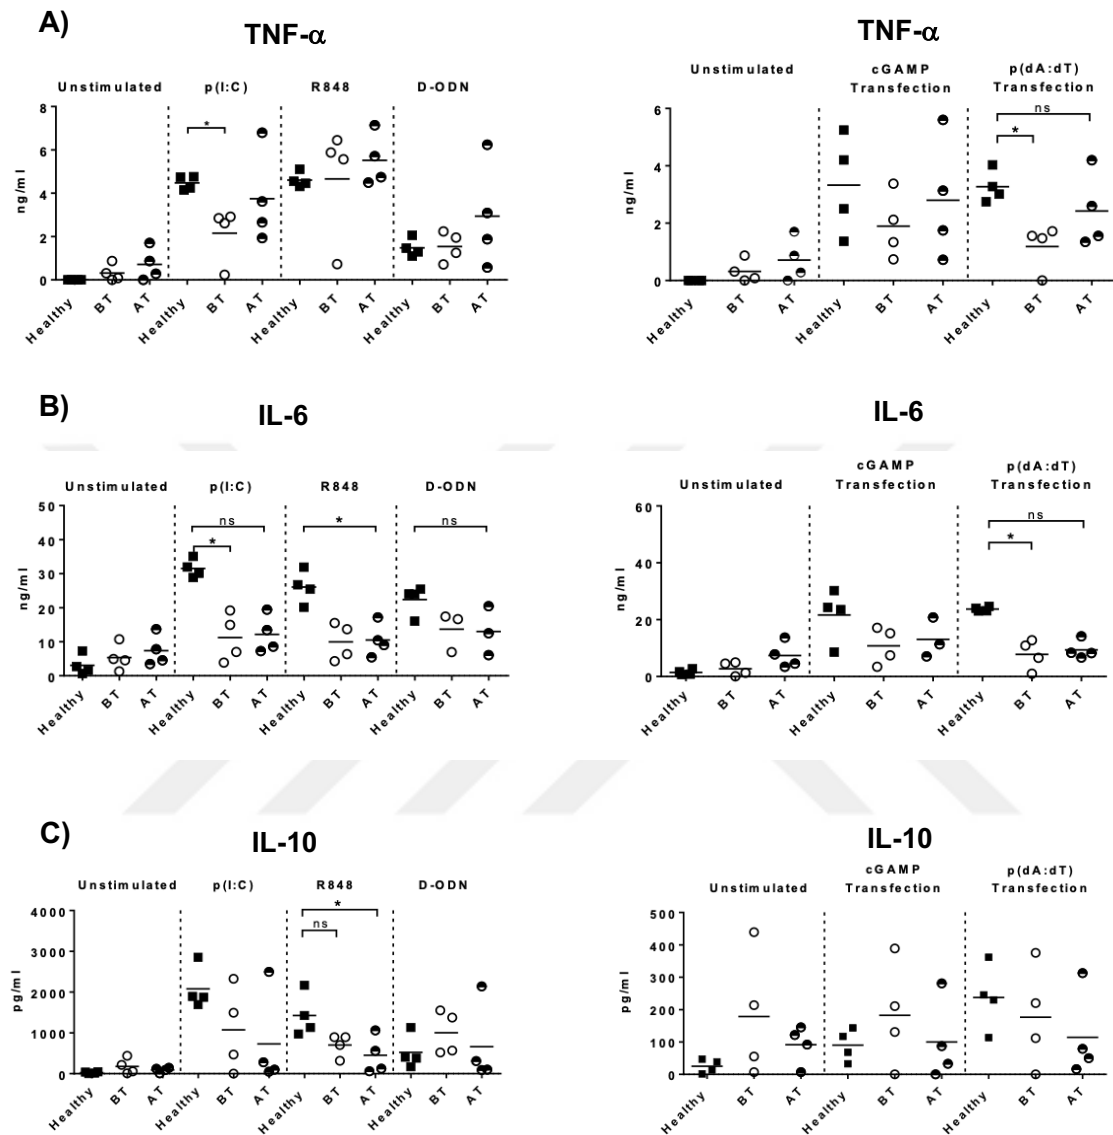 A)
TNF-α
Unstimulated p(I:C) R848 D-ODN
8
6
4
2
0
ng/ml
*
Healthy BT AT Healthy BT AT Healthy BT AT Healthy BT AT
TNF-α
Unstimulated cGAMP Transfection p(dA:dT) Transfection
6
4
2
0
ng/ml
ns
*
Healthy BT AT Healthy BT AT Healthy BT AT
B)
IL-6
Unstimulated p(I:C) R848 D-ODN
50
40
30
20
10
0
ng/ml
ns * ns
*
Healthy BT AT Healthy BT AT Healthy BT AT Healthy BT AT
IL-6
Unstimulated cGAMP Transfection p(dA:dT) Transfection
60
40
20
0
ng/ml
ns
*
Healthy BT AT Healthy BT AT Healthy BT AT
C)
IL-10
Unstimulated p(I:C) R848 D-ODN
4000
3000
2000
1000
0
pg/ml
*
ns
Healthy BT AT Healthy BT AT Healthy BT AT Healthy BT AT
IL-10
Unstimulated cGAMP Transfection p(dA:dT) Transfection
500
400
300
200
100
0
pg/ml
Healthy BT AT Healthy BT AT Healthy BT AT